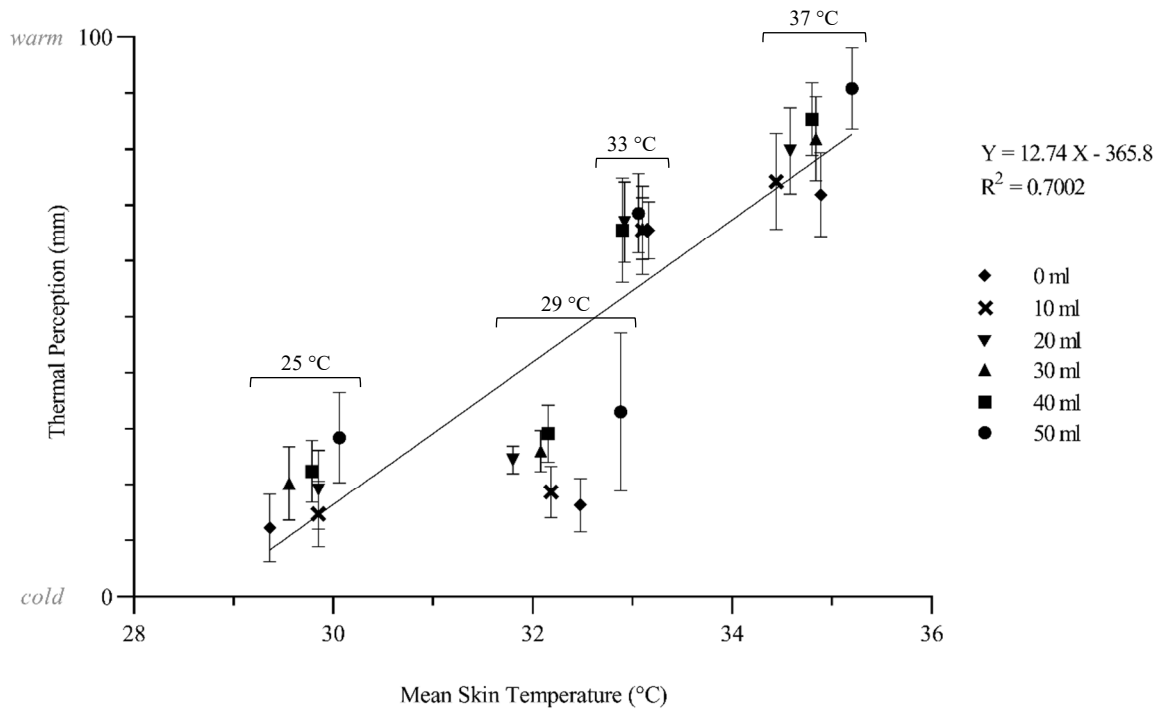 37 °C
warm 100
33 °C
Y = 12.74 X - 365.8
R² = 0.7002
Thermal Perception (mm)
0 ml
10 ml
20 ml
30 ml
40 ml
50 ml
29 °C
25 °C
cold 0
28 30 32 34 36
Mean Skin Temperature (°C)